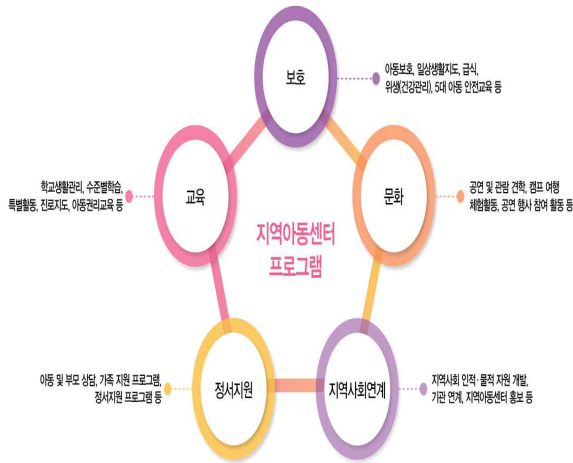 보호
아동보호, 일상생활지도, 급식,
위생(건강관리), 5대 아동 안전교육 등
교육
학교생활관리, 수준별학습,
특별활동, 진로지도, 아동권리교육 등
문화
공연 및 관람 견학, 캠프 여행
체험활동, 공연 행사 참여 활동 등
지역아동센터
프로그램
정서지원
아동 및 부모 상담, 가족 지원 프로그램,
정서지원 프로그램 등
지역사회연계
지역사회 인적·물적 자원 개발,
기관 연계, 지역아동센터 홍보 등